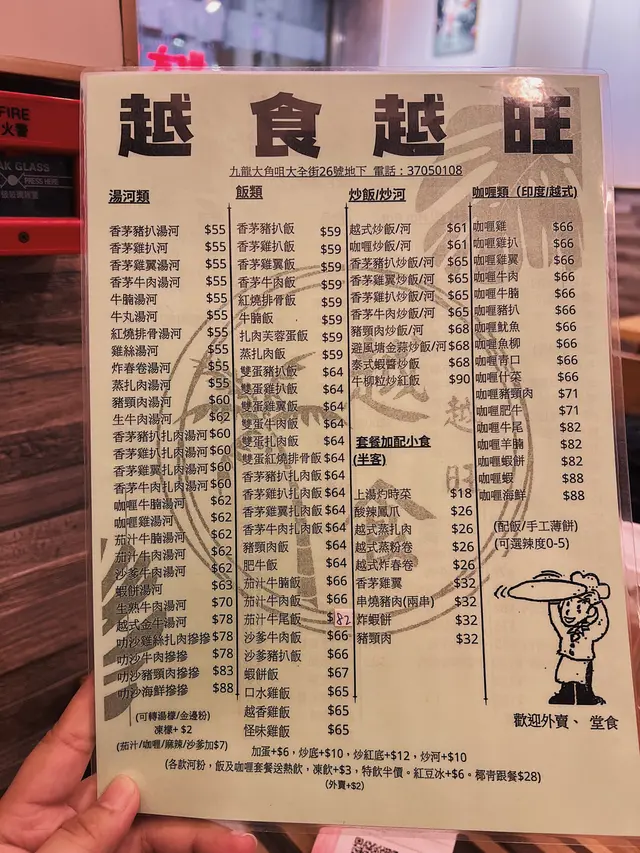 FIRE
火警
AK GLASS
PRESS HERE
越食越旺
九龍大角咀大全街26號地下 電話：37050108
湯河類
香茅豬扒湯河 $55
香茅雞扒河 $55
香茅雞翼湯河 $55
香茅牛肉湯河 $55
牛腩湯河 $55
牛丸湯河 $55
紅燒排骨湯河 $55
雞絲湯河 $55
炸春卷湯河 $55
蒸扎肉湯河 $55
豬頸肉湯河 $60
生牛肉湯河 $62
香茅豬扒扎肉湯河 $60
香茅雞扒扎肉湯河 $60
香茅雞翼扎肉湯河 $60
香茅牛肉扎肉湯河 $60
咖喱牛腩湯河 $62
咖喱雞湯河 $62
茄汁牛腩湯河 $62
茄汁牛肉湯河 $62
沙爹牛肉湯河 $62
蝦餅湯河 $63
生熟牛肉湯河 $70
越式金牛湯河 $78
叻沙雞絲扎肉摻摻 $78
叻沙牛肉摻摻 $78
叻沙豬頸肉摻摻 $83
叻沙海鮮摻摻 $88
(可轉湯檬/金邊粉)
凍檬+ $2
(茄汁/咖喱/麻辣/沙爹加$7)
飯類
香茅豬扒飯 $59
香茅雞扒飯 $59
香茅雞翼飯 $59
香茅牛肉飯 $59
紅燒排骨飯 $59
牛腩飯 $59
扎肉芙蓉蛋飯 $59
蒸扎肉飯 $59
雙蛋豬扒飯 $64
雙蛋雞扒飯 $64
雙蛋雞翼飯 $64
雙蛋牛肉飯 $64
雙蛋扎肉飯 $64
雙蛋紅燒排骨飯 $64
香茅豬扒扎肉飯 $64
香茅雞扒扎肉飯 $64
香茅雞翼扎肉飯 $64
香茅牛肉扎肉飯 $64
豬頸肉飯 $64
肥牛飯 $64
茄汁牛腩飯 $66
茄汁牛肉飯 $66
茄汁牛尾飯 $82
沙爹牛肉飯 $66
沙爹豬扒飯 $66
蝦餅飯 $67
口水雞飯 $65
越香雞飯 $65
怪味雞飯 $65
炒飯/炒河
越式炒飯/河 $61
咖喱炒飯/河 $61
香茅豬扒炒飯/河 $65
香茅雞翼炒飯/河 $65
香茅雞扒炒飯/河 $65
香茅牛肉炒飯/河 $65
豬頸肉炒飯/河 $68
避風塘金蒜炒飯/河 $68
泰式蝦醬炒飯 $68
牛柳粒炒紅飯 $90
套餐加配小食
(半客)
上湯灼時菜 $18
酸辣鳳爪 $26
越式蒸扎肉 $26
越式蒸粉卷 $26
越式炸春卷 $26
香茅雞翼 $32
串燒豬肉(兩串) $32
炸蝦餅 $32
豬頸肉 $32
咖喱類（印度/越式）
咖喱雞 $66
咖喱雞扒 $66
咖喱雞翼 $66
咖喱牛肉 $66
咖喱牛腩 $66
咖喱豬扒 $66
咖喱魷魚 $66
咖喱魚柳 $66
咖喱青口 $66
咖喱什菜 $66
咖喱豬頸肉 $71
咖喱肥牛 $71
咖喱牛尾 $82
咖喱羊腩 $82
咖喱蝦餅 $82
咖喱蝦 $88
咖喱海鮮 $88
(配飯/手工薄餅)
(可選辣度0-5)
歡迎外賣、堂食
加蛋+$6，炒底+$10，炒紅底+$12，炒河+$10
(各款河粉，飯及咖喱套餐送熱飲，凍飲+$3，特飲半價。紅豆冰+$6。椰青跟餐$28)
(外賣+$2)
越食越旺